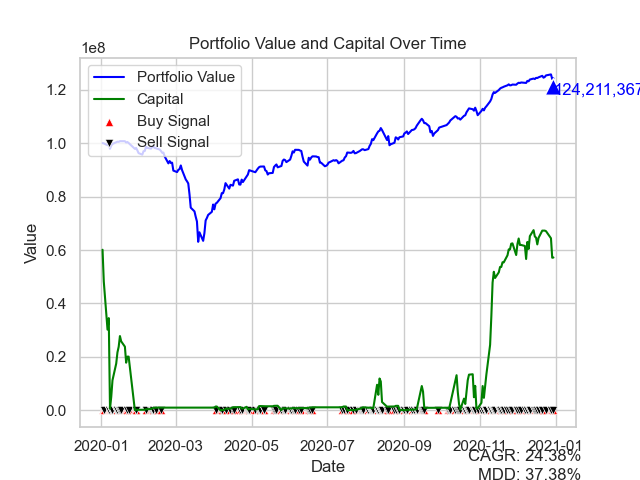 Portfolio Value and Capital Over Time
1e8
Portfolio Value
Capital
Buy Signal
Sell Signal
1.2
1.0
0.8
0.6
0.4
0.2
0.0
Value
124,211,367
2020-01 2020-03 2020-05 2020-07 2020-09 2020-11 2021-01
Date
CAGR: 24.38%
MDD: 37.38%